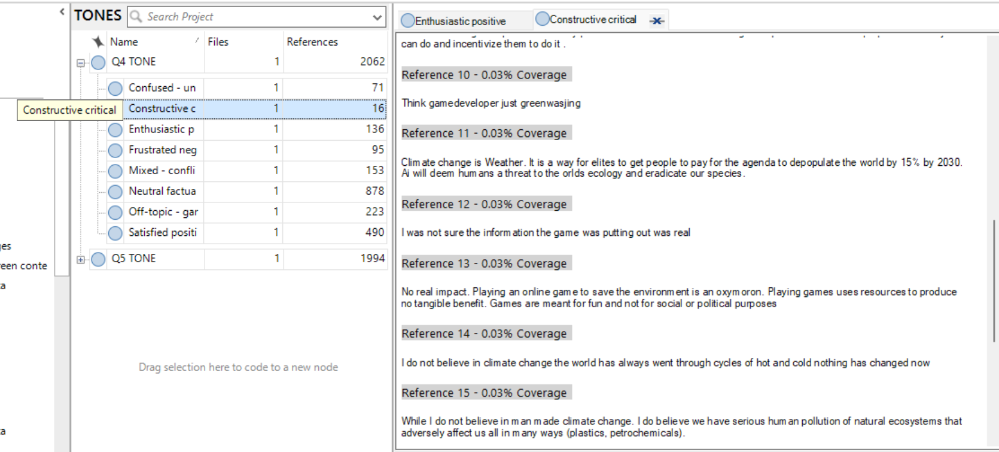 TONES Search Project
Name Files References
Q4 TONE 1 2062
Confused - un 1 71
Constructive critical
Constructive c 1 16
Enthusiastic p 1 136
Frustrated neg 1 95
Mixed - confli 1 153
Neutral factua 1 878
Off-topic - gar 1 223
Satisfied positi 1 490
Q5 TONE 1 1994
een conte
Drag selection here to code to a new node
Enthusiastic positive Constructive critical
can do and incentivize them to do it .
Reference 10 - 0.03% Coverage
Think gamedeveloper just greenwasjing
Reference 11 - 0.03% Coverage
Climate change is Weather. It is a way for elites to get people to pay for the agenda to depopulate the world by 15% by 2030.
Ai will deem humans a threat to the orlds ecology and eradicate our species.
Reference 12 - 0.03% Coverage
I was not sure the information the game was putting out was real
Reference 13 - 0.03% Coverage
No real impact. Playing an online game to save the environment is an oxymoron. Playing games uses resources to produce
no tangible benefit. Games are meant for fun and not for social or political purposes
Reference 14 - 0.03% Coverage
I do not believe in climate change the world has always went through cycles of hot and cold nothing has changed now
Reference 15 - 0.03% Coverage
While I do not believe in man made climate change. I do believe we have serious human pollution of natural ecosystems that
adversely affect us all in many ways (plastics, petrochemicals).